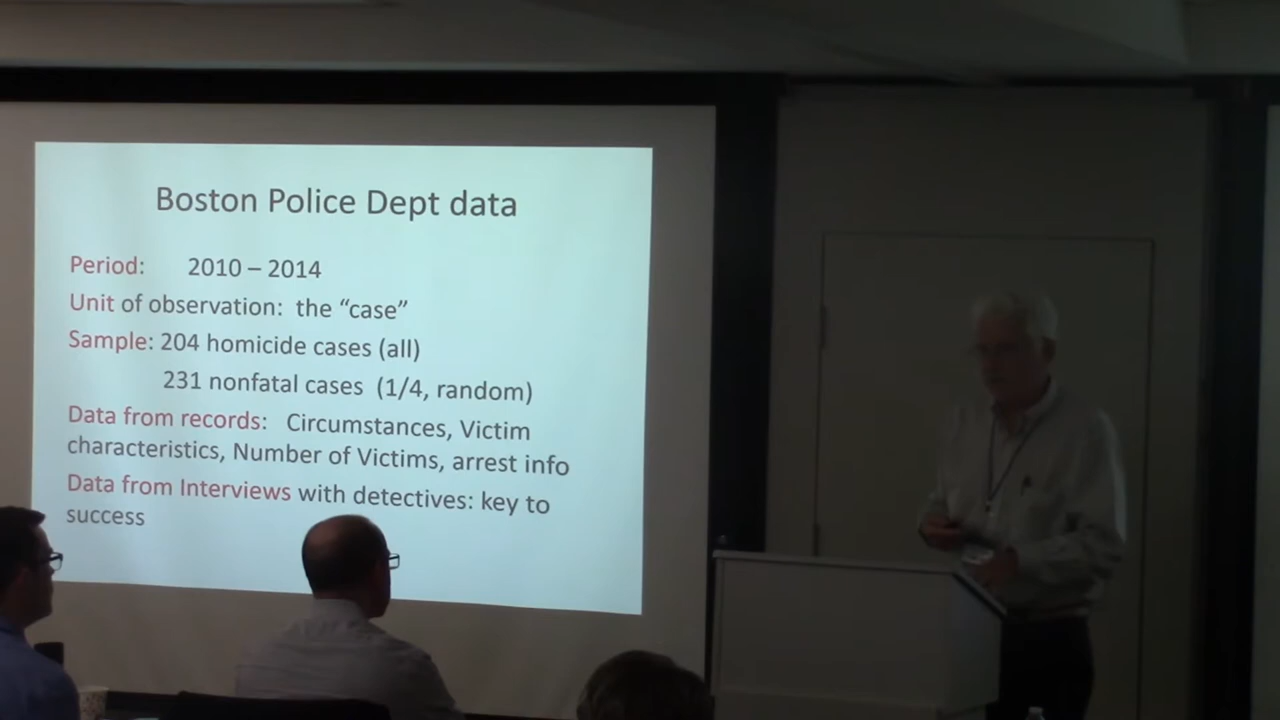 Boston Police Dept data
Period: 2010 – 2014
Unit of observation: the “case”
Sample: 204 homicide cases (all)
231 nonfatal cases (1/4, random)
Data from records: Circumstances, Victim
characteristics, Number of Victims, arrest info
Data from Interviews with detectives: key to
success